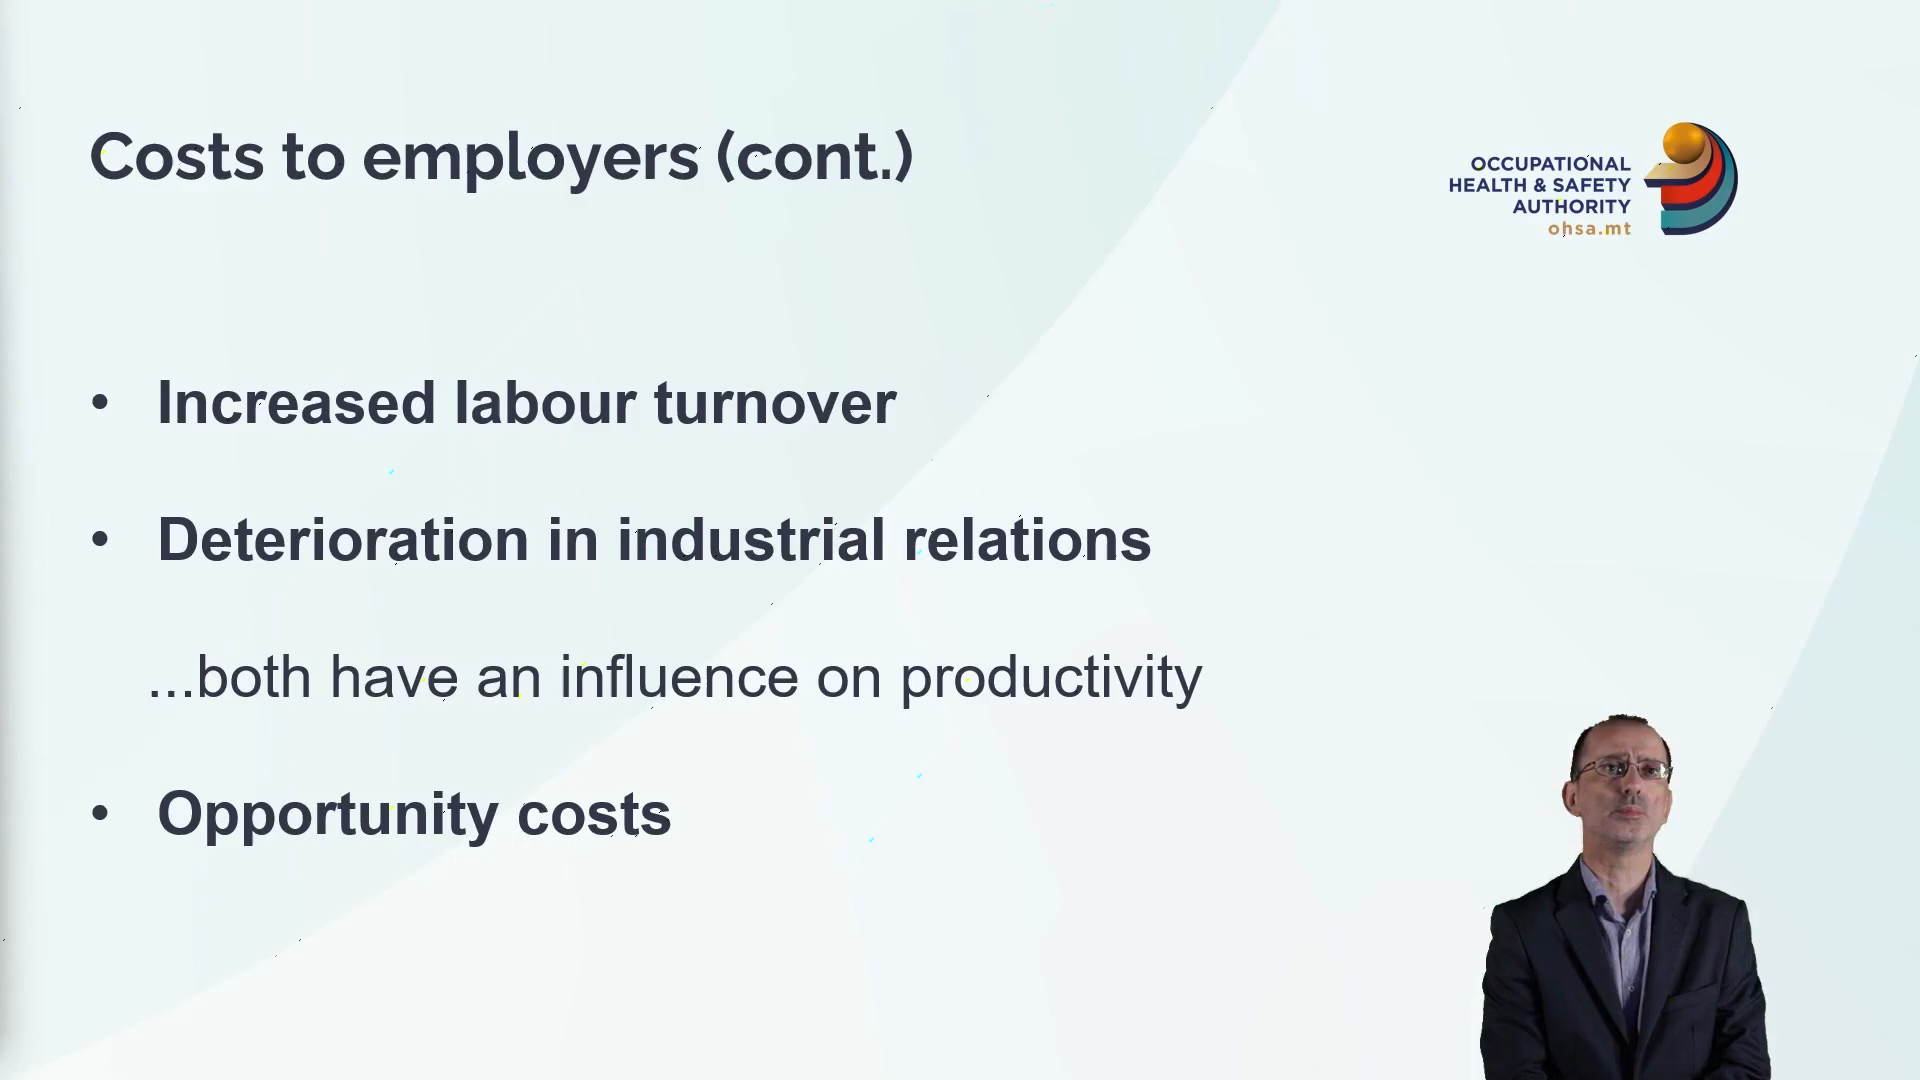 Costs to employers (cont.)
OCCUPATIONAL
HEALTH & SAFETY
AUTHORITY
ohsa.mt
• Increased labour turnover
• Deterioration in industrial relations
...both have an influence on productivity
• Opportunity costs